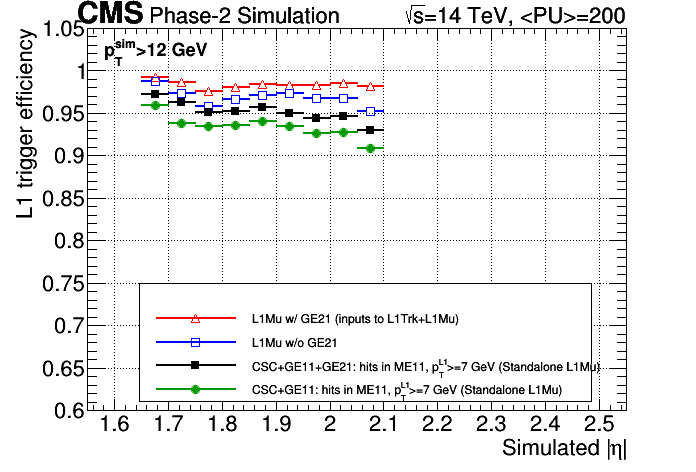 CMS Phase-2 Simulation √s=14 TeV, <PU>=200
p_T^sim>12 GeV
L1 trigger efficiency
1.05
1
0.95
0.9
0.85
0.8
0.75
0.7
0.65
0.6
L1Mu w/ GE21 (inputs to L1Trk+L1Mu)
L1Mu w/o GE21
CSC+GE11+GE21: hits in ME11, p_T^L1>=7 GeV (Standalone L1Mu)
CSC+GE11: hits in ME11, p_T^L1>=7 GeV (Standalone L1Mu)
1.6 1.7 1.8 1.9 2 2.1 2.2 2.3 2.4 2.5
Simulated |η|